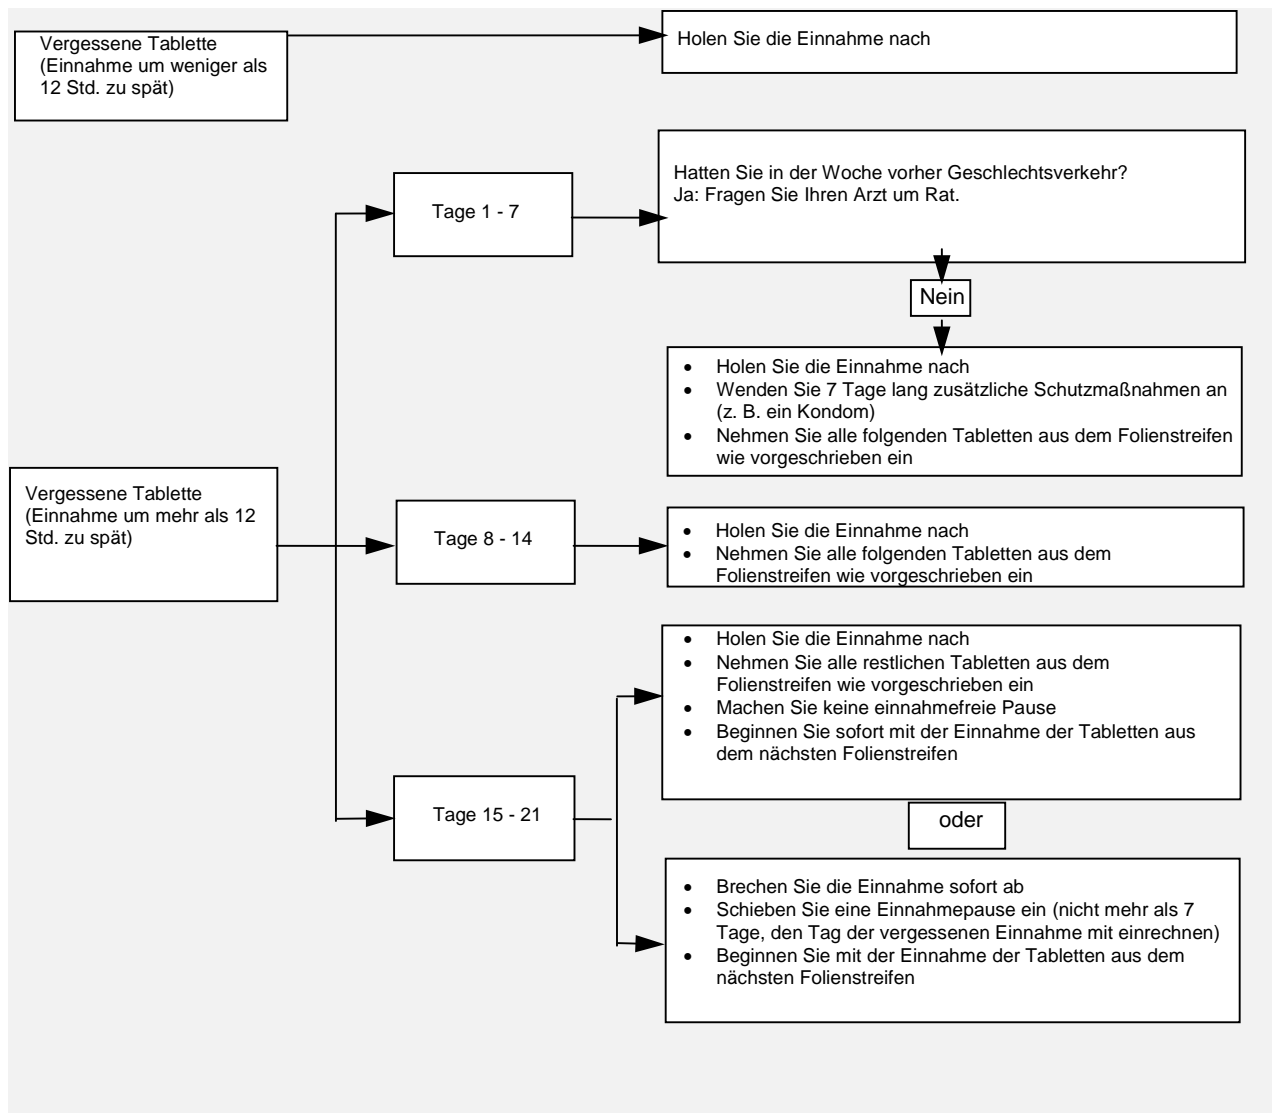 Vergessene Tablette
(Einnahme um weniger als
12 Std. zu spät)
Holen Sie die Einnahme nach
Hatten Sie in der Woche vorher Geschlechtsverkehr?
Ja: Fragen Sie Ihren Arzt um Rat.
Tage 1 - 7
Nein
• Holen Sie die Einnahme nach
• Wenden Sie 7 Tage lang zusätzliche Schutzmaßnahmen an
(z. B. ein Kondom)
• Nehmen Sie alle folgenden Tabletten aus dem Folienstreifen
wie vorgeschrieben ein
Vergessene Tablette
(Einnahme um mehr als 12
Std. zu spät)
Tage 8 - 14
• Holen Sie die Einnahme nach
• Nehmen Sie alle folgenden Tabletten aus dem
Folienstreifen wie vorgeschrieben ein
• Holen Sie die Einnahme nach
• Nehmen Sie alle restlichen Tabletten aus dem
Folienstreifen wie vorgeschrieben ein
• Machen Sie keine einnahmefreie Pause
• Beginnen Sie sofort mit der Einnahme der Tabletten aus
dem nächsten Folienstreifen
Tage 15 - 21
oder
• Brechen Sie die Einnahme sofort ab
• Schieben Sie eine Einnahmepause ein (nicht mehr als 7
Tage, den Tag der vergessenen Einnahme mit einrechnen)
• Beginnen Sie mit der Einnahme der Tabletten aus dem
nächsten Folienstreifen